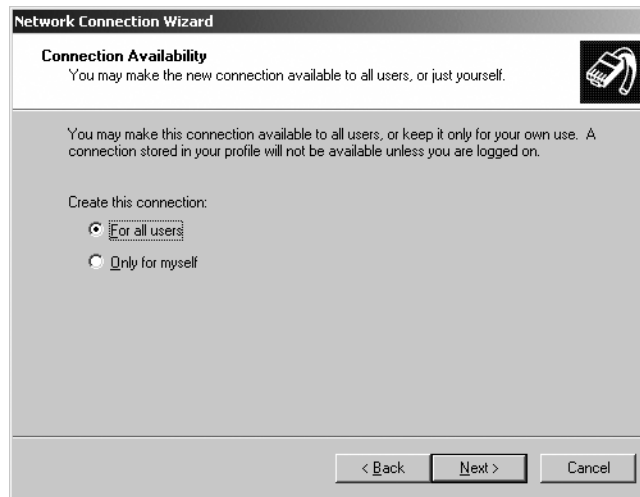 Network Connection Wizard
Connection Availability
You may make the new connection available to all users, or just yourself.
You may make this connection available to all users, or keep it only for your own use. A
connection stored in your profile will not be available unless you are logged on.
Create this connection:
For all users
Only for myself
< Back
Next >
Cancel